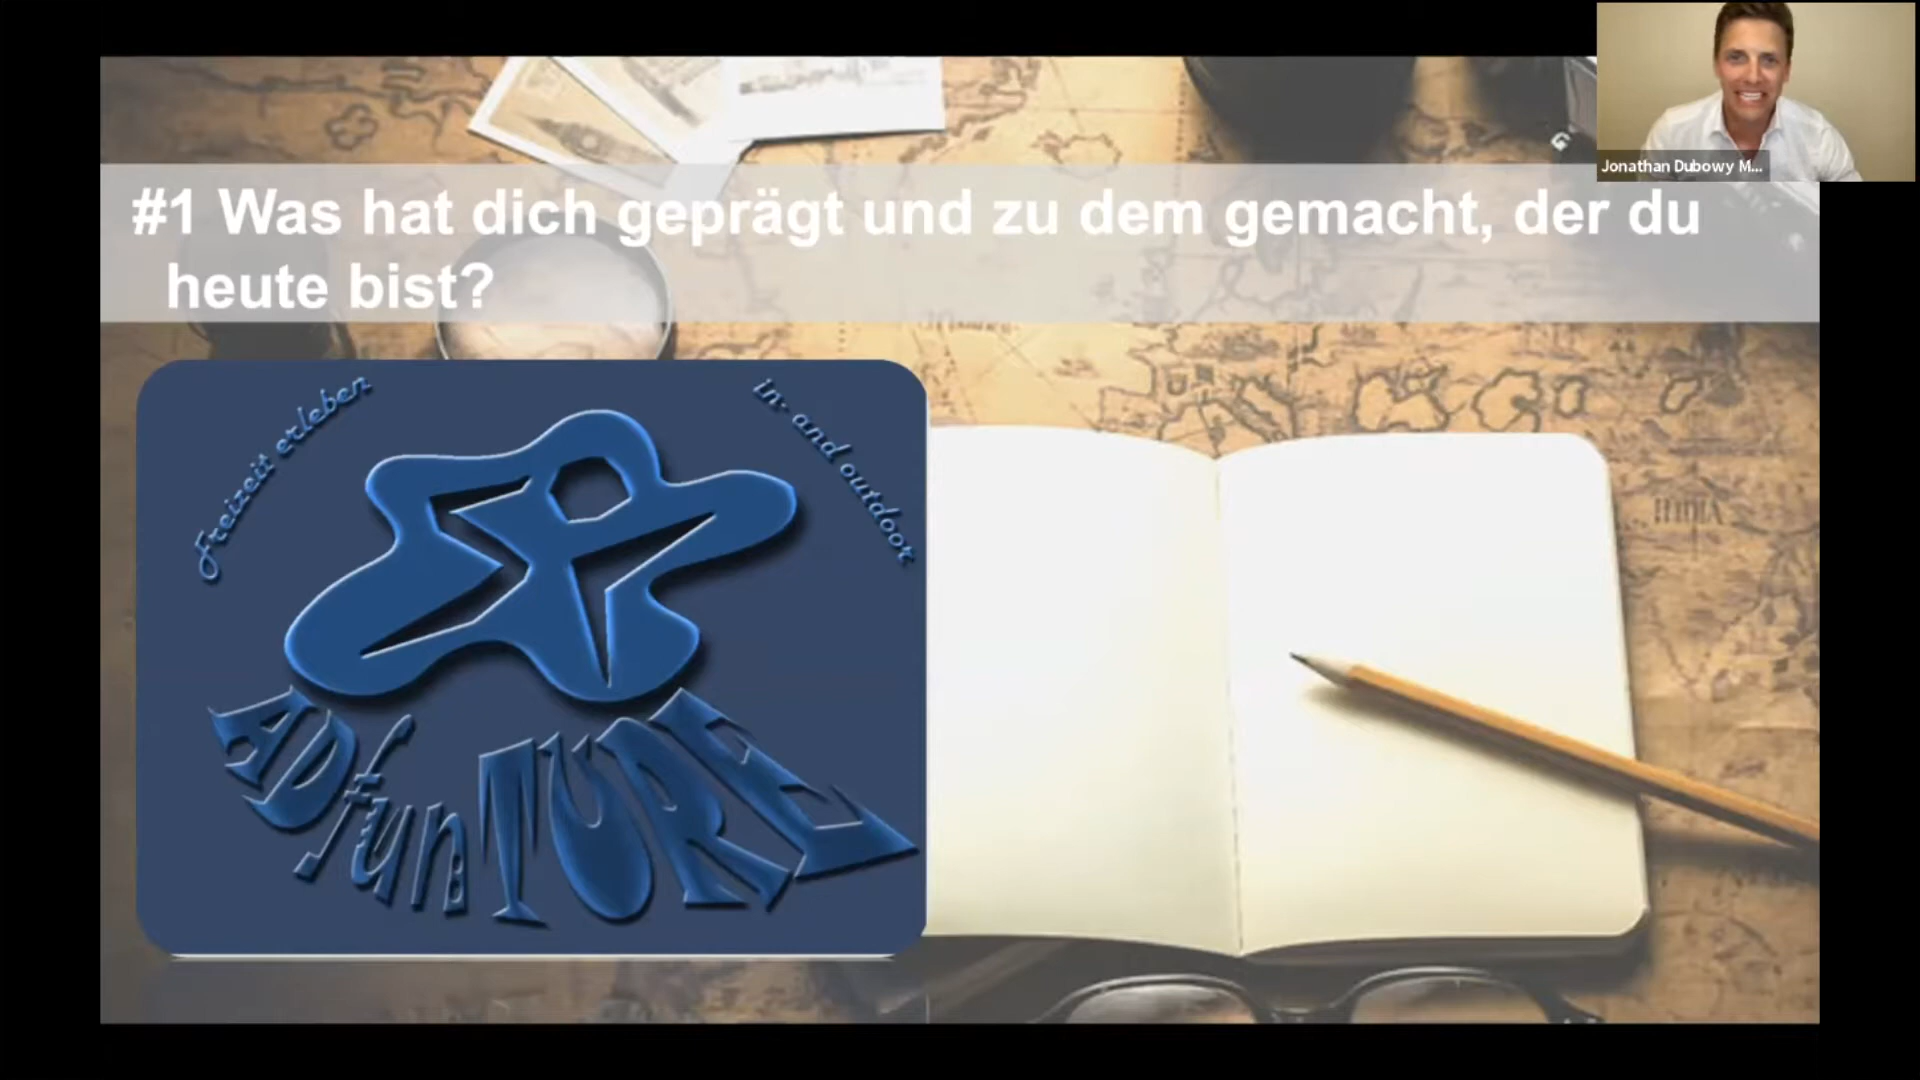 #1 Was hat dich geprägt und zu dem gemacht, der du
heute bist?
Jonathan Dubowy M...
Freizeit erleben
in- and outdoor
ADfunTURE
INDIA